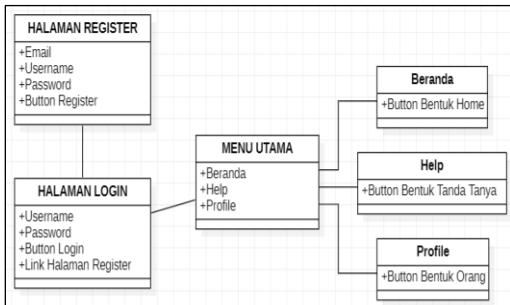 HALAMAN REGISTER
+Email
+Username
+Password
+Button Register
HALAMAN LOGIN
+Username
+Password
+Button Login
+Link Halaman Register
MENU UTAMA
+Beranda
+Help
+Profile
Beranda
+Button Bentuk Home
Help
+Button Bentuk Tanda Tanya
Profile
+Button Bentuk Orang